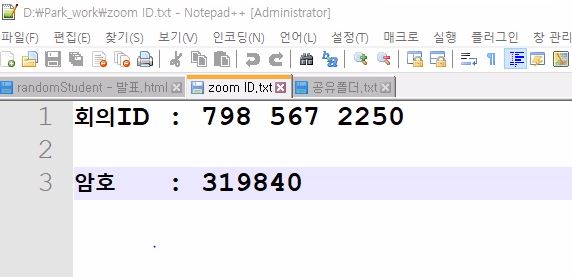 D:\Park_work\zoom ID.txt - Notepad++ [Administrator]
파일(F) 편집(E) 찾기(S) 보기(V) 인코딩(N) 언어(L) 설정(T) 매크로 실행 플러그인 창 관리
randomStudent - 발표.html zoom ID.txt 공유폴더.txt
1 회의ID : 798 567 2250
2
3 암호 : 319840